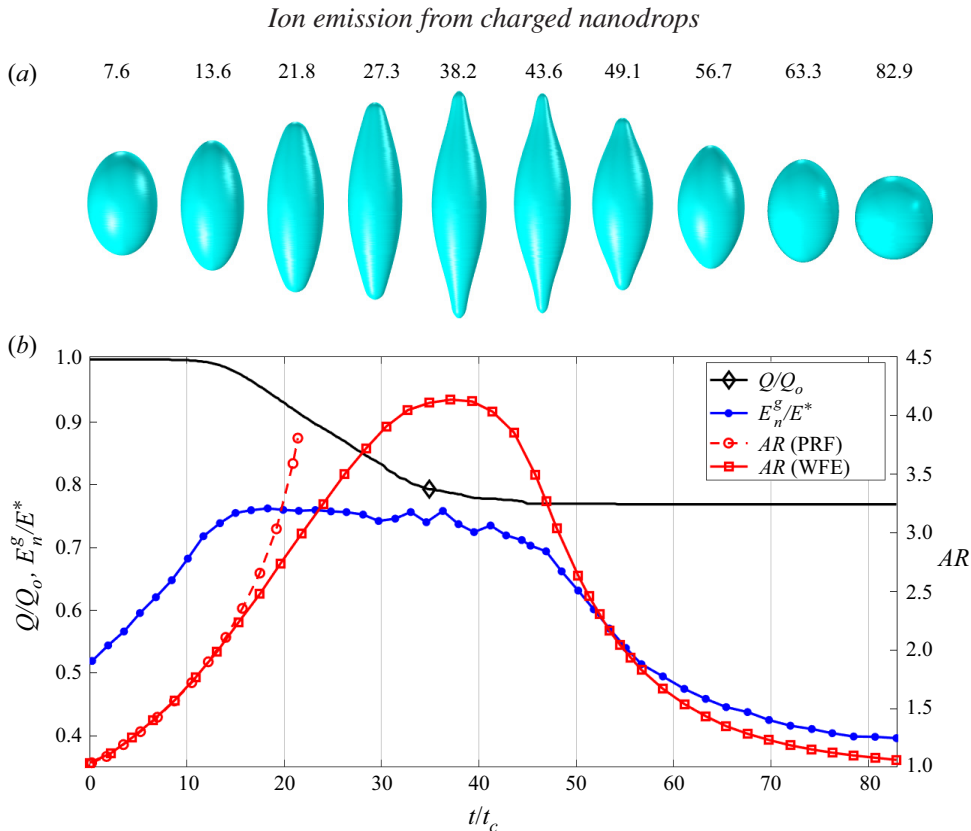 Ion emission from charged nanodrops
(a)
7.6 13.6 21.8 27.3 38.2 43.6 49.1 56.7 63.3 82.9
(b)
1.0 4.5
Q/Qₒ
Eₙᵍ/E*
AR (PRF)
AR (WFE)
0.9 4.0
0.8 3.5
0.7 3.0
0.6 2.5
0.5 2.0
0.4 1.5
1.0
Q/Qₒ, Eₙᵍ/E*
AR
0 10 20 30 40 50 60 70 80
t/t_c